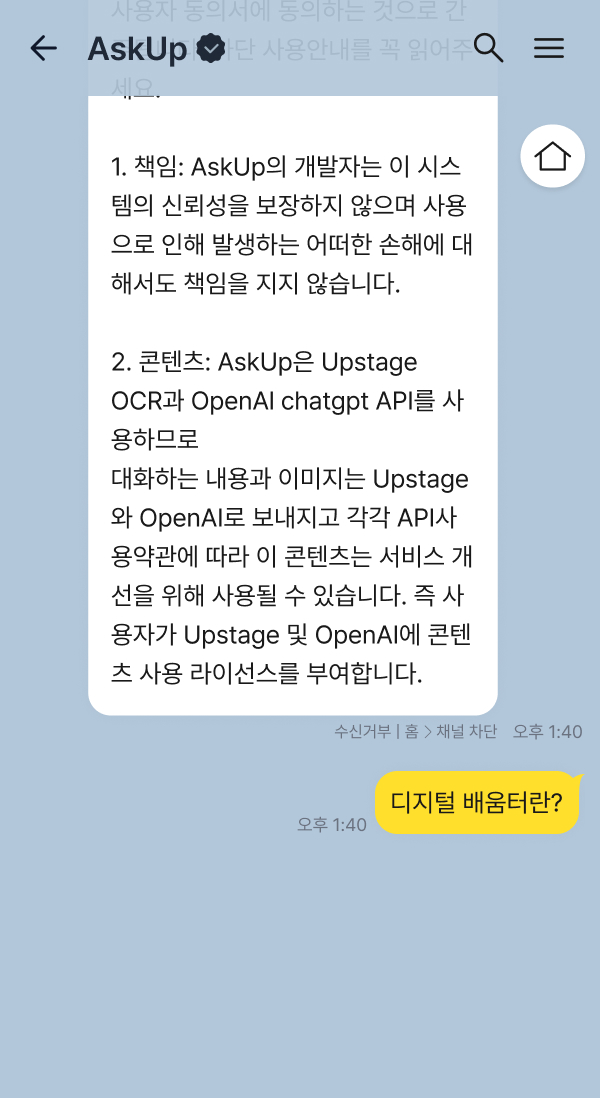 사용자 동의서에 동의하는 것으로 간
AskUp
사용안내를 꼭 읽어주
세요.
1. 책임: AskUp의 개발자는 이 시스
템의 신뢰성을 보장하지 않으며 사용
으로 인해 발생하는 어떠한 손해에 대
해서도 책임을 지지 않습니다.
2. 콘텐츠: AskUp은 Upstage
OCR과 OpenAI chatgpt API를 사
용하므로
대화하는 내용과 이미지는 Upstage
와 OpenAI로 보내지고 각각 API사
용약관에 따라 이 콘텐츠는 서비스 개
선을 위해 사용될 수 있습니다. 즉 사
용자가 Upstage 및 OpenAI에 콘텐
츠 사용 라이선스를 부여합니다.
수신거부 | 홈 > 채널 차단 오후 1:40
디지털 배움터란?
오후 1:40